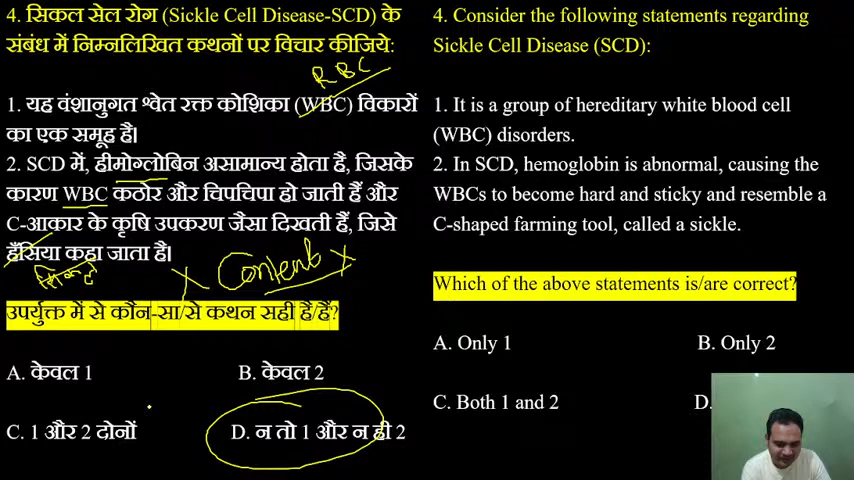 4. सिकल सेल रोग (Sickle Cell Disease-SCD) के
संबंध में निम्नलिखित कथनों पर विचार कीजिये:
RBC
1. यह वंशानुगत श्वेत रक्त कोशिका (WBC) विकारों
का एक समूह है।
2. SCD में, हीमोग्लोबिन असामान्य होता है, जिसके
कारण WBC कठोर और चिपचिपा हो जाती हैं और
C-आकार के कृषि उपकरण जैसा दिखती हैं, जिसे
हँसिया कहा जाता है।
X Content X
उपर्युक्त में से कौन-सा/से कथन सही है/हैं?
A. केवल 1
B. केवल 2
C. 1 और 2 दोनों
D. न तो 1 और न ही 2
4. Consider the following statements regarding
Sickle Cell Disease (SCD):
1. It is a group of hereditary white blood cell
(WBC) disorders.
2. In SCD, hemoglobin is abnormal, causing the
WBCs to become hard and sticky and resemble a
C-shaped farming tool, called a sickle.
Which of the above statements is/are correct?
A. Only 1
B. Only 2
C. Both 1 and 2
D.